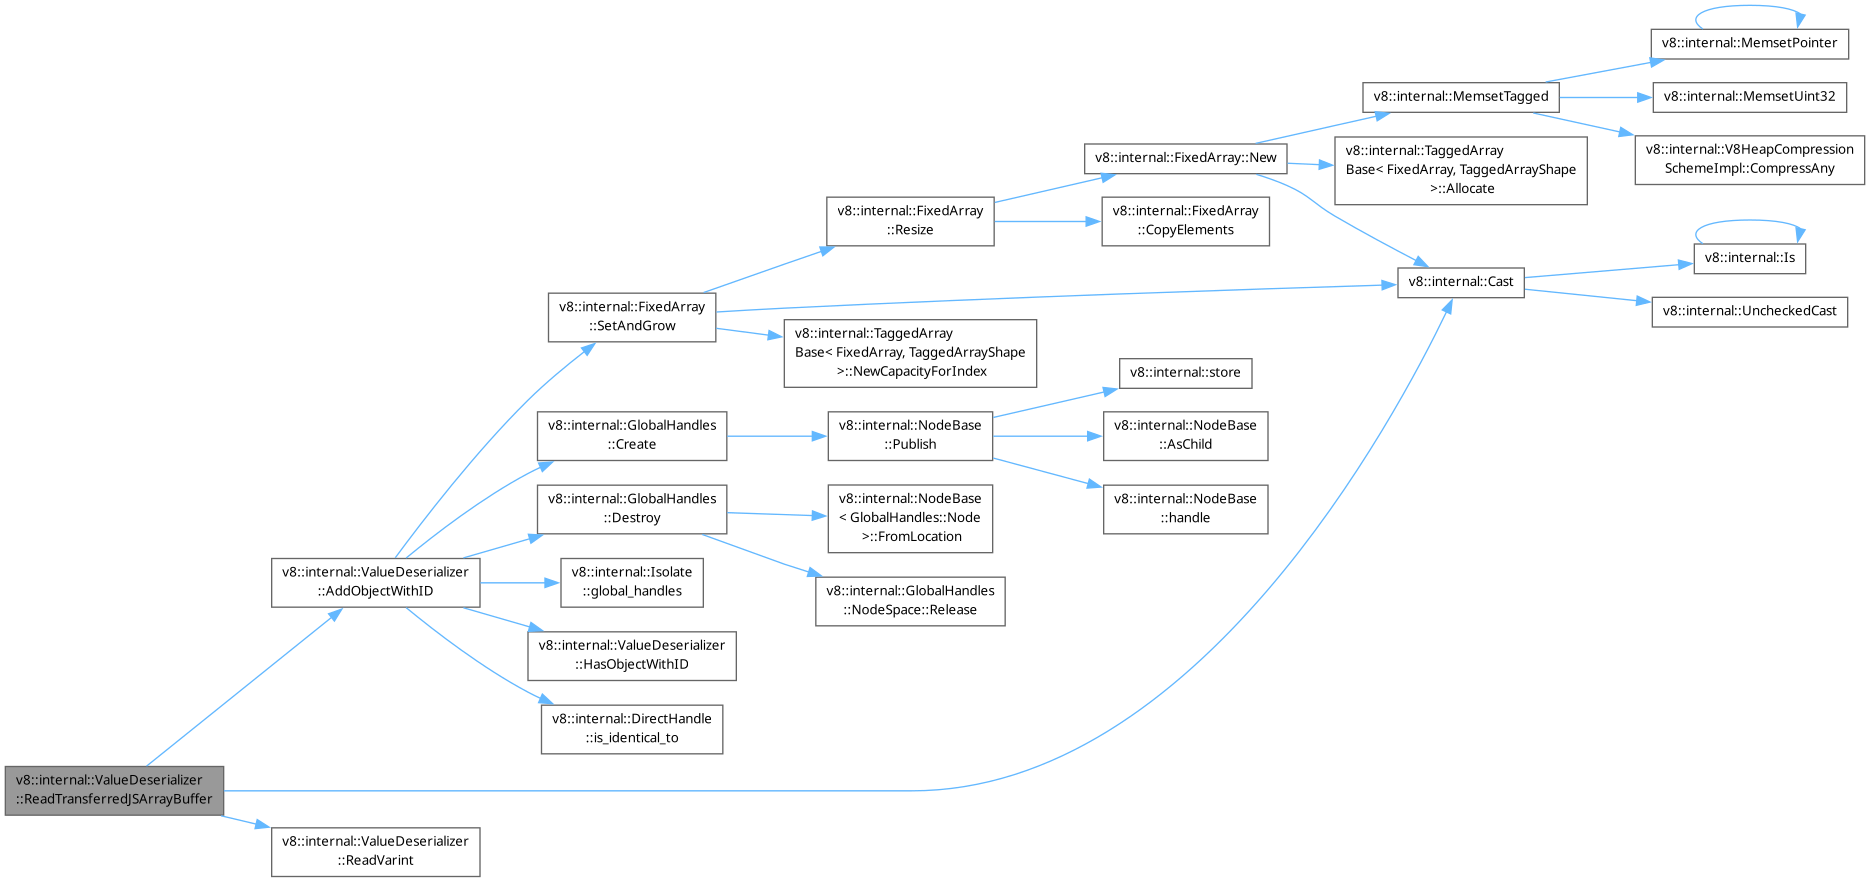 v8::internal::MemsetPointer
v8::internal::MemsetTagged
v8::internal::MemsetUint32
v8::internal::V8HeapCompression
SchemeImpl::CompressAny
v8::internal::FixedArray::New
v8::internal::TaggedArray
Base< FixedArray, TaggedArrayShape
>::Allocate
v8::internal::FixedArray
::Resize
v8::internal::FixedArray
::CopyElements
v8::internal::Is
v8::internal::Cast
v8::internal::UncheckedCast
v8::internal::FixedArray
::SetAndGrow
v8::internal::TaggedArray
Base< FixedArray, TaggedArrayShape
>::NewCapacityForIndex
v8::internal::store
v8::internal::GlobalHandles
::Create
v8::internal::NodeBase
::Publish
v8::internal::NodeBase
::AsChild
v8::internal::GlobalHandles
::Destroy
v8::internal::NodeBase
< GlobalHandles::Node
>::FromLocation
v8::internal::NodeBase
::handle
v8::internal::ValueDeserializer
::AddObjectWithID
v8::internal::Isolate
::global_handles
v8::internal::GlobalHandles
::NodeSpace::Release
v8::internal::ValueDeserializer
::HasObjectWithID
v8::internal::DirectHandle
::is_identical_to
v8::internal::ValueDeserializer
::ReadTransferredJSArrayBuffer
v8::internal::ValueDeserializer
::ReadVarint